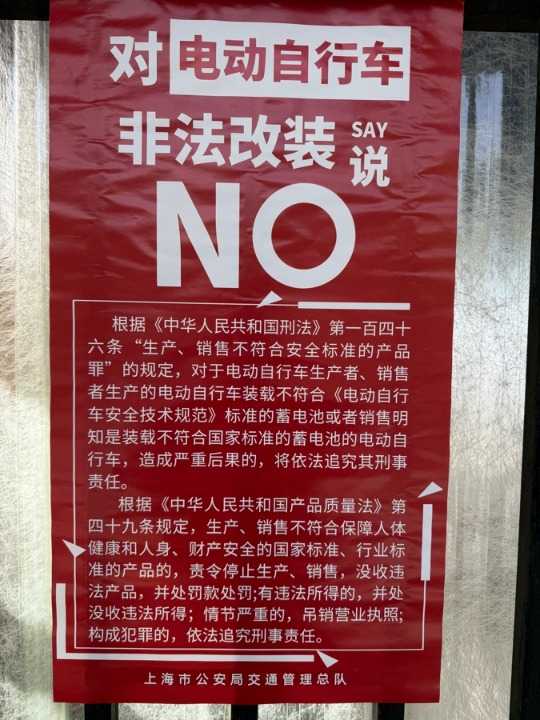 对电动自行车
非法改装SAY说
NO
根据《中华人民共和国刑法》第一百四十
六条“生产、销售不符合安全标准的产品
罪”的规定，对于电动自行车生产者、销售
者生产的电动自行车装载不符合《电动自行
车安全技术规范》标准的蓄电池或者销售明
知是装载不符合国家标准的蓄电池的电动自
行车，造成严重后果的，将依法追究其刑事
责任。
根据《中华人民共和国产品质量法》第
四十九条规定，生产、销售不符合保障人体
健康和人身、财产安全的国家标准、行业标
准的产品的，责令停止生产、销售，没收违
法产品，并处罚款处罚;有违法所得的，并处
没收违法所得；情节严重的，吊销营业执照;
构成犯罪的，依法追究刑事责任。
上海市公安局交通管理总队